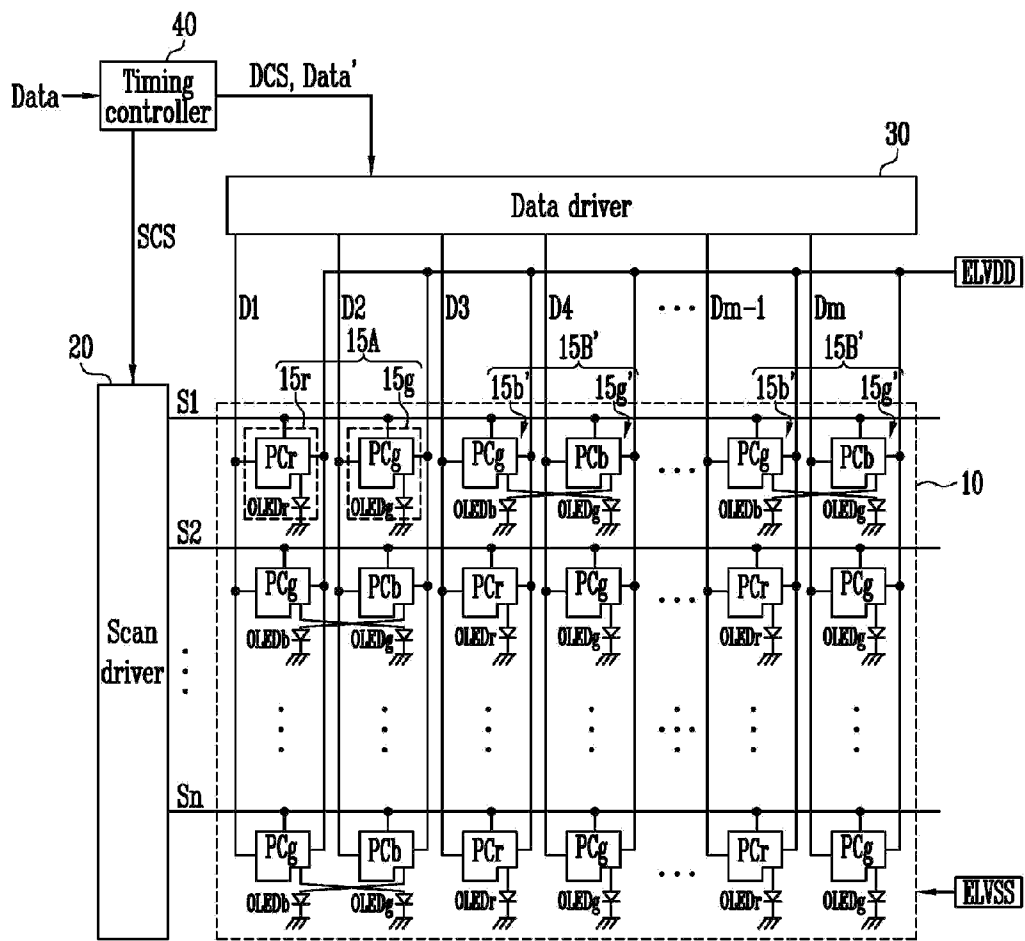 40
Timing
controller
Data
DCS, Data'
30
Data driver
SCS
ELVDD
D1 D2 D3 D4 ... Dm-1 Dm
20
15A 15B' 15B'
15r 15g 15b' 15g' 15b' 15g'
S1
PCr PCg PCg PCb ... PCg PCb
10
OLEDr OLEDg OLEDb OLEDg OLEDb OLEDg
S2
PCg PCb PCr PCg ... PCr PCg
OLEDb OLEDg OLEDr OLEDg OLEDr OLEDg
Scan
driver
Sn
PCg PCb PCr PCg ... PCr PCg
OLEDb OLEDg OLEDr OLEDg OLEDr OLEDg
ELVSS